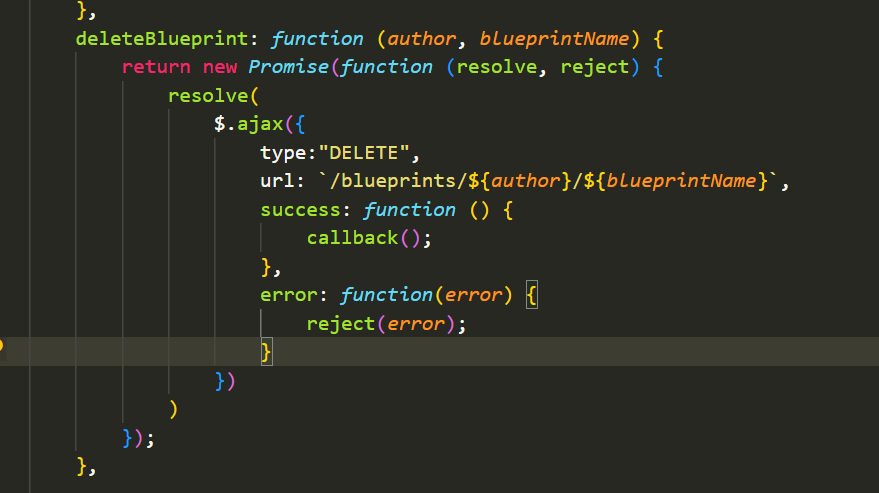 },
deleteBlueprint: function (author, blueprintName) {
return new Promise(function (resolve, reject) {
resolve(
$.ajax({
type:"DELETE",
url: `/blueprints/${author}/${blueprintName}`,
success: function () {
callback();
},
error: function(error) {
reject(error);
}
})
)
});
},